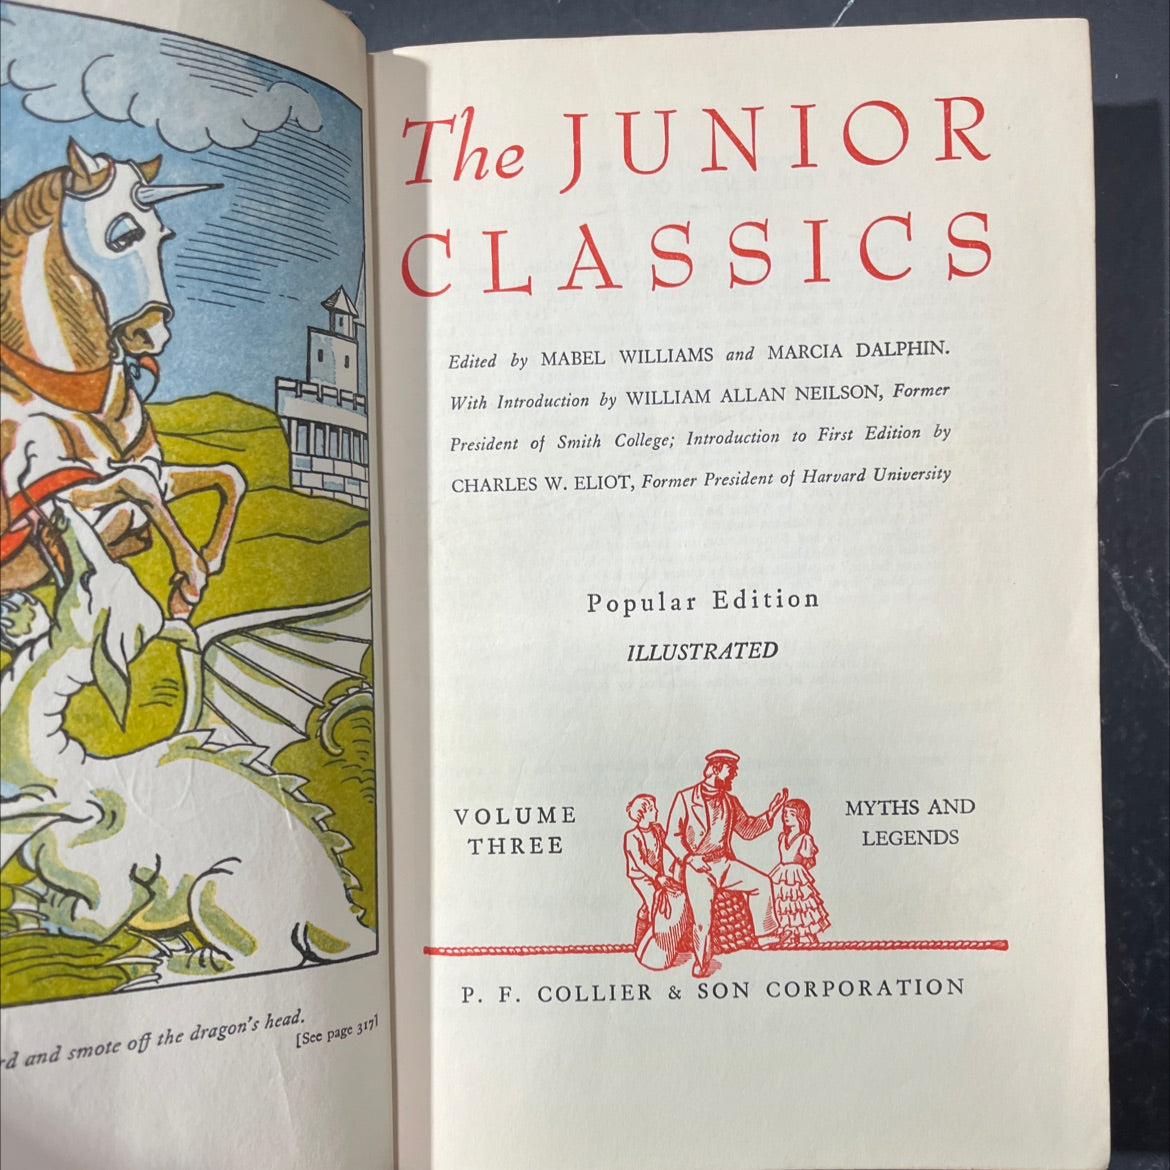 The JUNIOR
CLASSICS
Edited by MABEL WILLIAMS and MARCIA DALPHIN.
With Introduction by WILLIAM ALLAN NEILSON, Former
President of Smith College; Introduction to First Edition by
CHARLES W. ELIOT, Former President of Harvard University
Popular Edition
ILLUSTRATED
VOLUME
THREE
MYTHS AND
LEGENDS
P. F. COLLIER & SON CORPORATION
and smote off the dragon's head.
[See page 317]